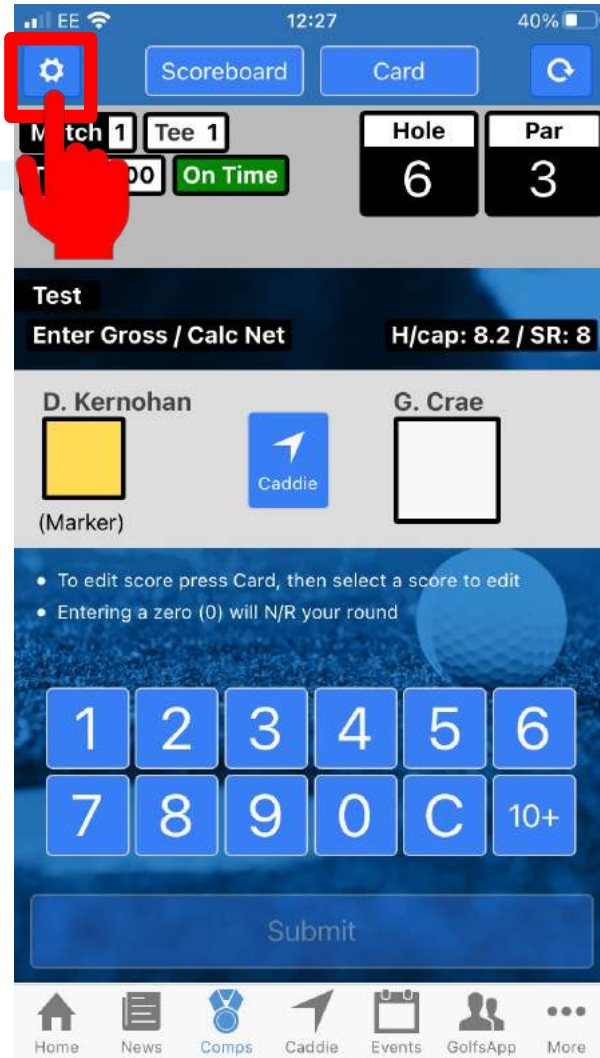 EE 12:27 40%
Scoreboard Card
Match 1 Tee 1 Hole Par
00 On Time 6 3
Test
Enter Gross / Calc Net H/cap: 8.2 / SR: 8
D. Kernohan G. Crae
Caddie
(Marker)
• To edit score press Card, then select a score to edit
• Entering a zero (0) will N/R your round
1 2 3 4 5 6
7 8 9 0 C 10+
Submit
Home News Comps Caddie Events GolfsApp More